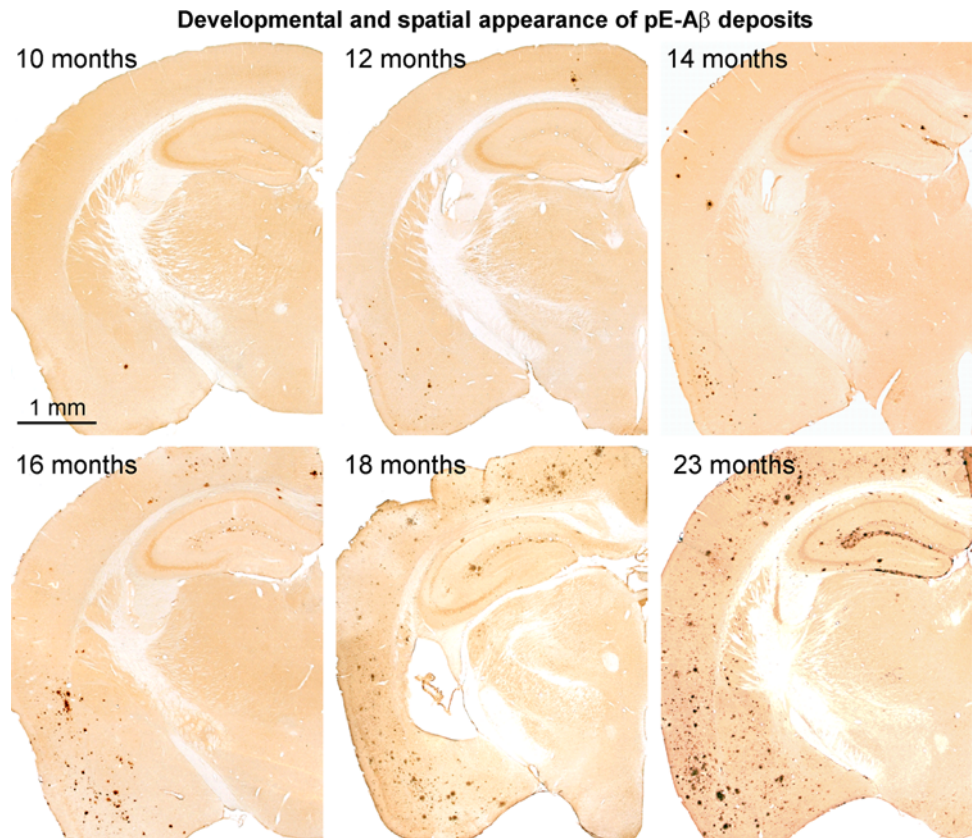 Developmental and spatial appearance of pE-Aβ deposits
10 months
12 months
14 months
1 mm
16 months
18 months
23 months